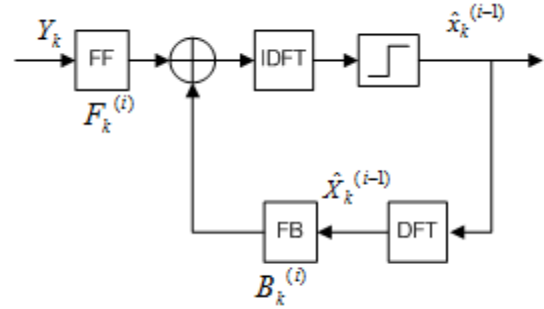 Y_k
x̂_k^(i-1)
FF
IDFT
F_k^(i)
X̂_k^(i-1)
FB
DFT
B_k^(i)